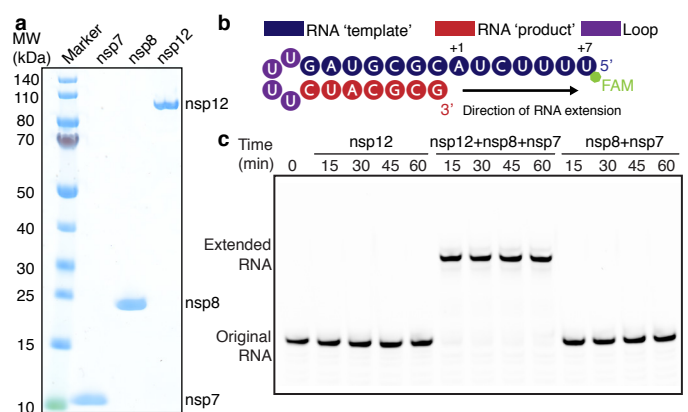 a
MW
(kDa)
Marker
nsp7
nsp8
nsp12
140
110
80
70
50
40
30
25
15
10
nsp12
nsp8
nsp7
b
RNA 'template'
RNA 'product'
Loop
+1
+7
U U G A U G C G C A U C U U U U 5'
U U C U A C G C G
FAM
3' Direction of RNA extension
c
Time
(min)
nsp12
nsp12+nsp8+nsp7
nsp8+nsp7
0 15 30 45 60 15 30 45 60 15 30 45 60
Extended
RNA
Original
RNA